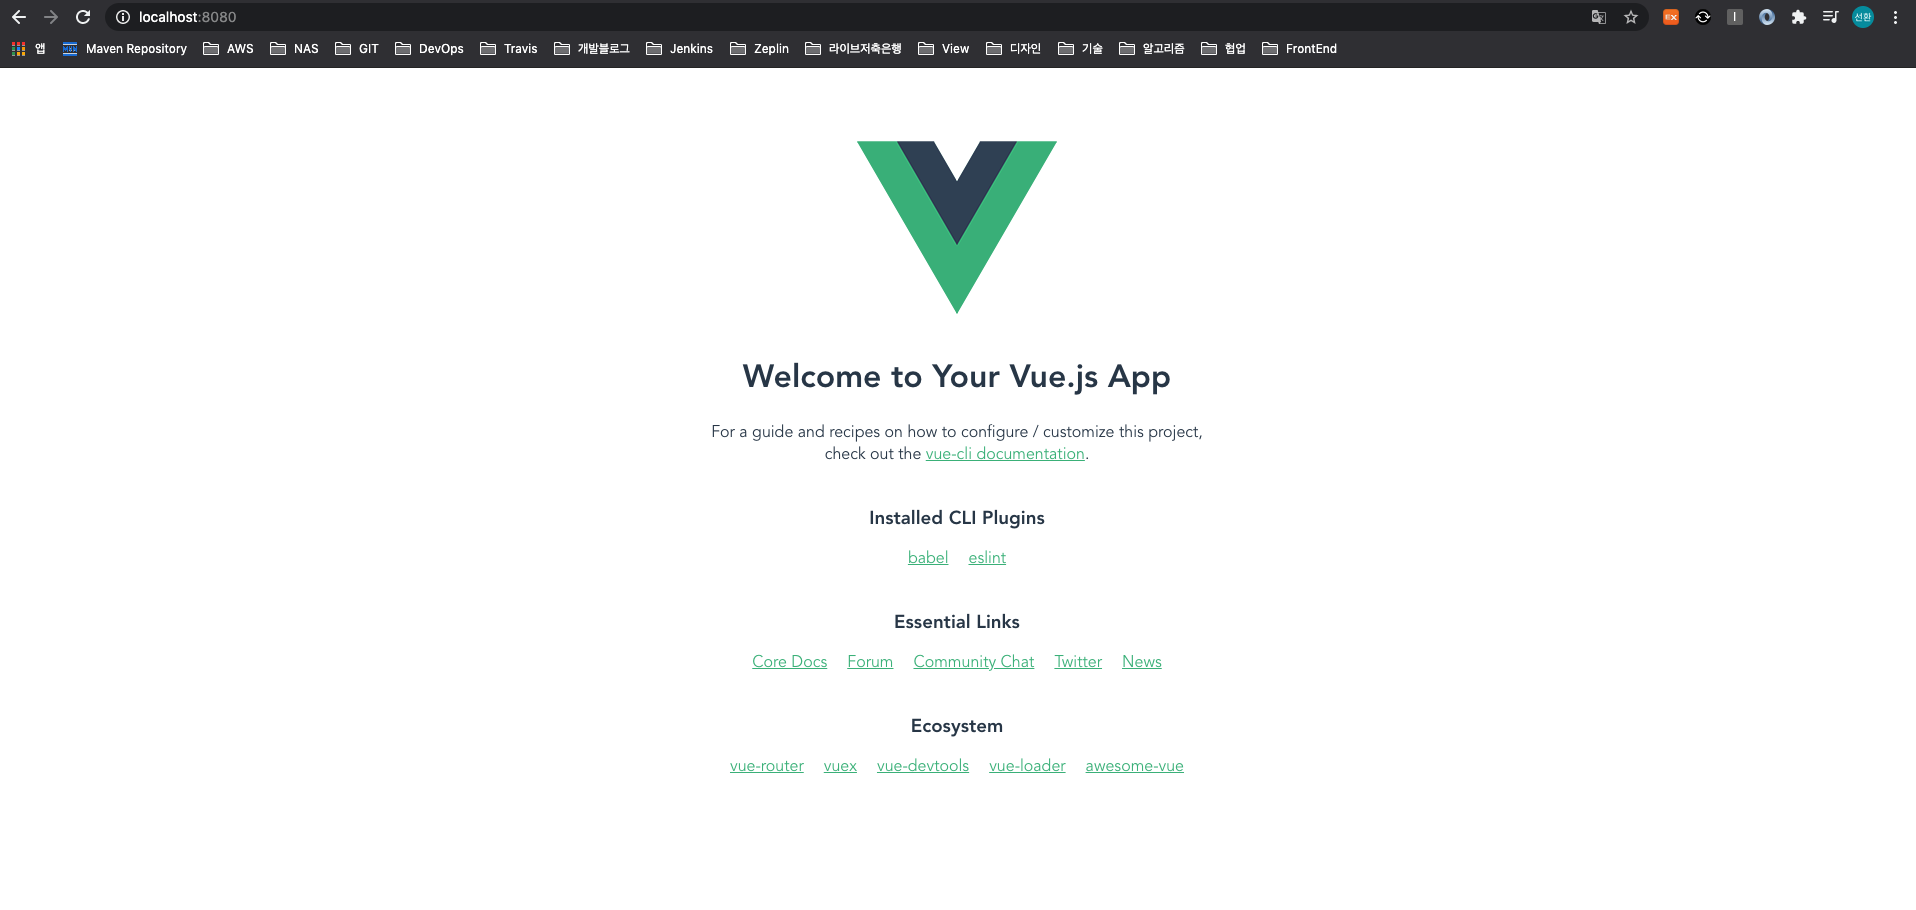 localhost:8080
앱 Maven Repository AWS NAS GIT DevOps Travis 개발블로그 Jenkins Zeplin 라이브저축은행 View 디자인 기술 알고리즘 협업 FrontEnd
선환
Welcome to Your Vue.js App
For a guide and recipes on how to configure / customize this project,
check out the vue-cli documentation.
Installed CLI Plugins
babel eslint
Essential Links
Core Docs Forum Community Chat Twitter News
Ecosystem
vue-router vuex vue-devtools vue-loader awesome-vue